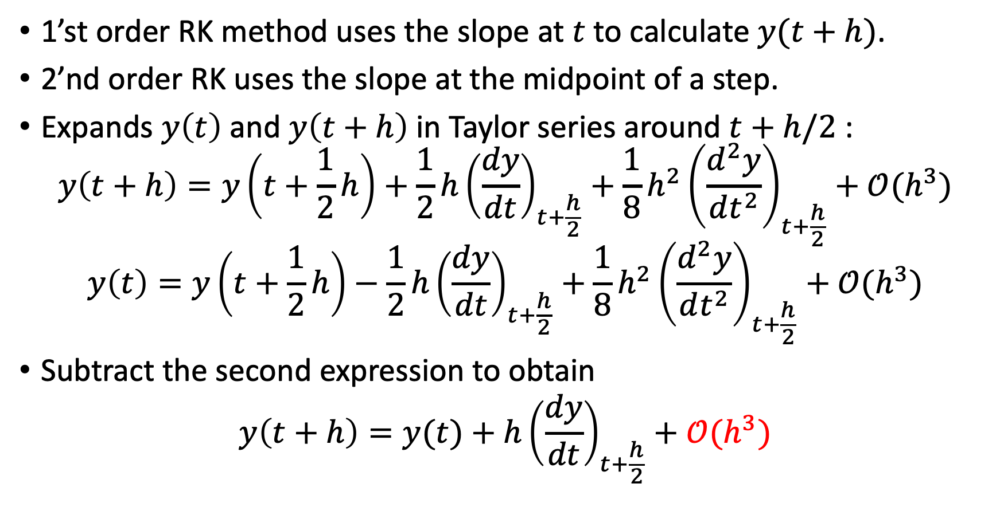 • 1’st order RK method uses the slope at t to calculate y(t + h).
• 2’nd order RK uses the slope at the midpoint of a step.
• Expands y(t) and y(t + h) in Taylor series around t + h/2 :
$y(t + h) = y\left(t + \frac{1}{2}h\right) + \frac{1}{2}h\left(\frac{dy}{dt}\right)_{t+\frac{h}{2}} + \frac{1}{8}h^2\left(\frac{d^2y}{dt^2}\right)_{t+\frac{h}{2}} + \mathcal{O}(h^3)$
$y(t) = y\left(t + \frac{1}{2}h\right) - \frac{1}{2}h\left(\frac{dy}{dt}\right)_{t+\frac{h}{2}} + \frac{1}{8}h^2\left(\frac{d^2y}{dt^2}\right)_{t+\frac{h}{2}} + \mathcal{O}(h^3)$
• Subtract the second expression to obtain
$y(t + h) = y(t) + h\left(\frac{dy}{dt}\right)_{t+\frac{h}{2}} + \mathcal{O}(h^3)$